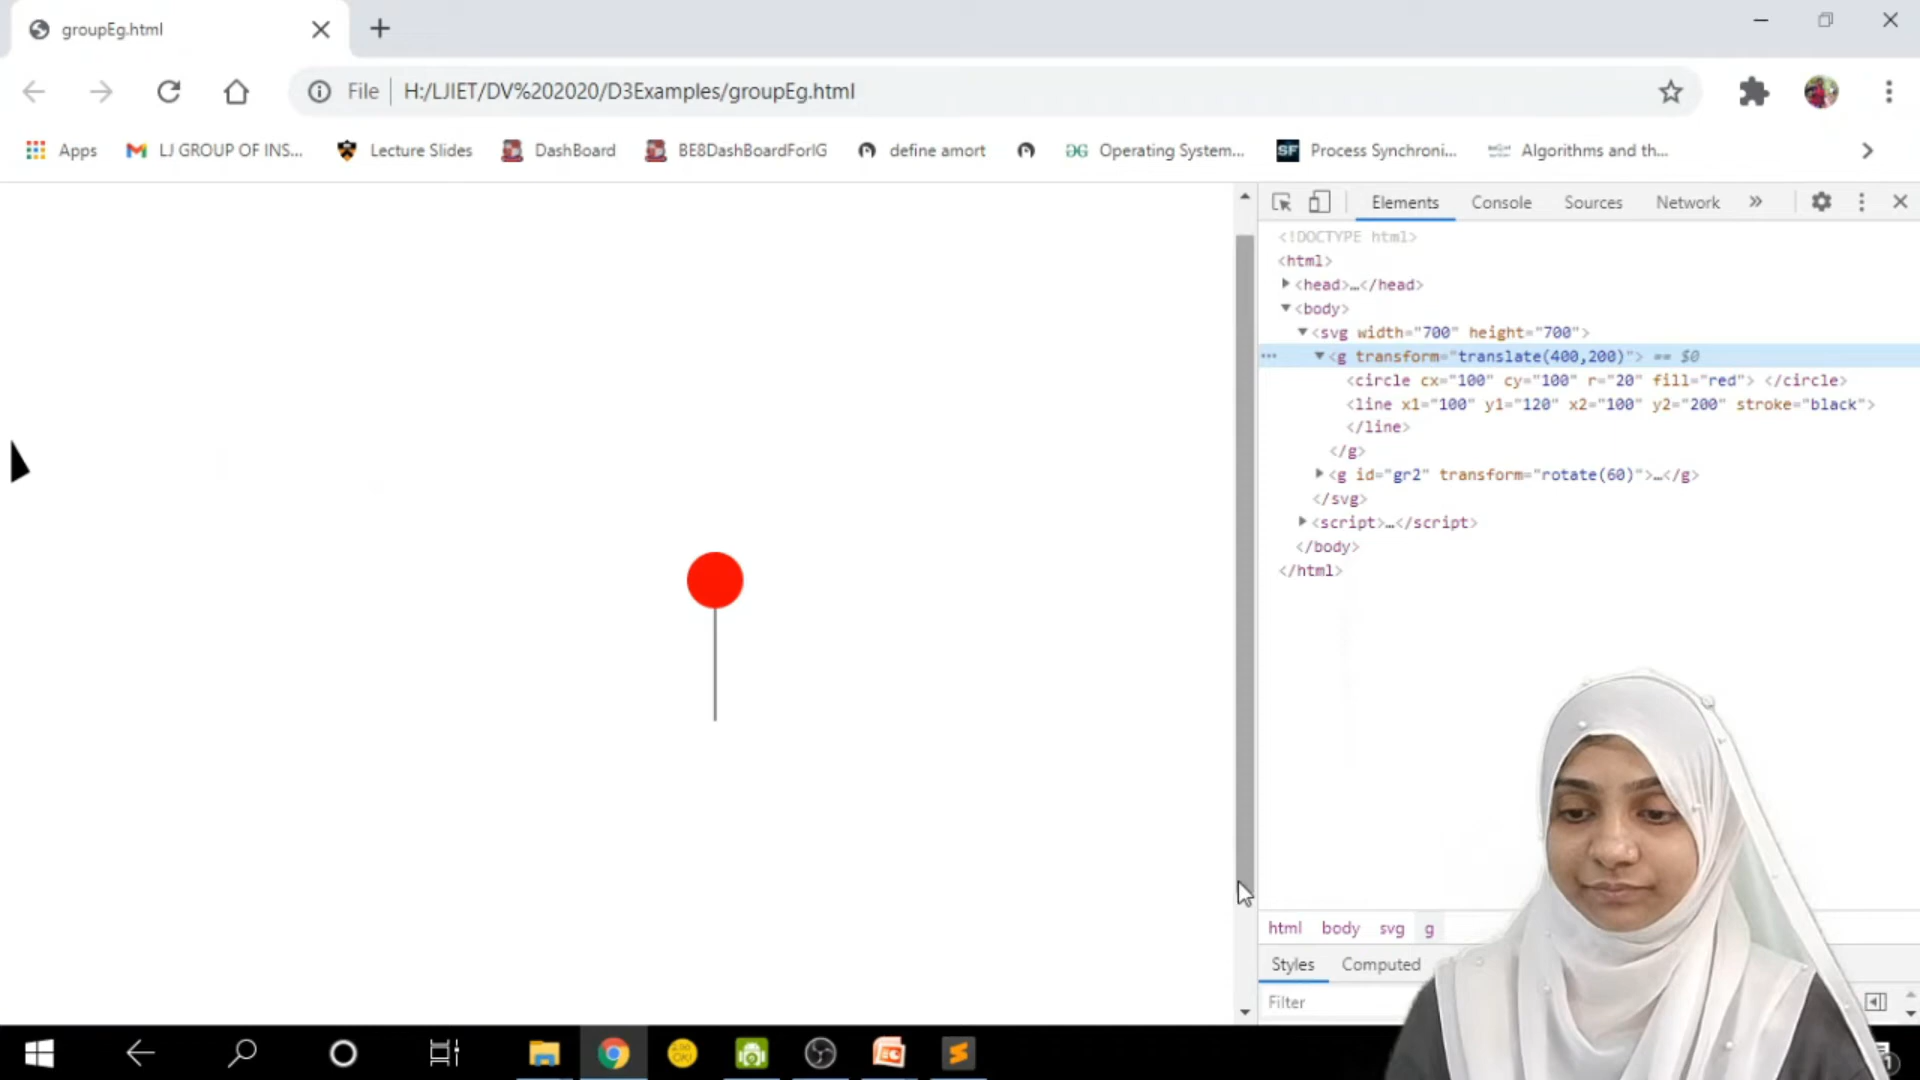 groupEg.html
File H:/LJIET/DV%202020/D3Examples/groupEg.html
Apps LJ GROUP OF INS... Lecture Slides DashBoard BE8DashBoardForIG define amort Operating System... SF Process Synchroni... Algorithms and th...
Elements Console Sources Network »
<!DOCTYPE html>
<html>
<head>…</head>
<body>
<svg width="700" height="700">
<g transform="translate(400,200)"> == $0
<circle cx="100" cy="100" r="20" fill="red"> </circle>
<line x1="100" y1="120" x2="100" y2="200" stroke="black">
</line>
</g>
<g id="gr2" transform="rotate(60)">…</g>
</svg>
<script>…</script>
</body>
</html>
html body svg g
Styles Computed
Filter